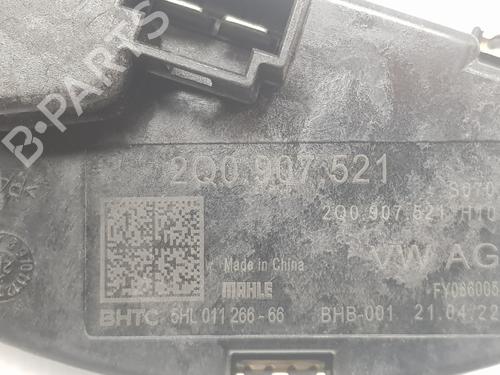 B-PARTS
2Q0 907 521
S070
2Q0.907.521 H
VW AG
Made in China
MAHLE
BHTC 5HL 011 266-66 BHB-001 21.04.22